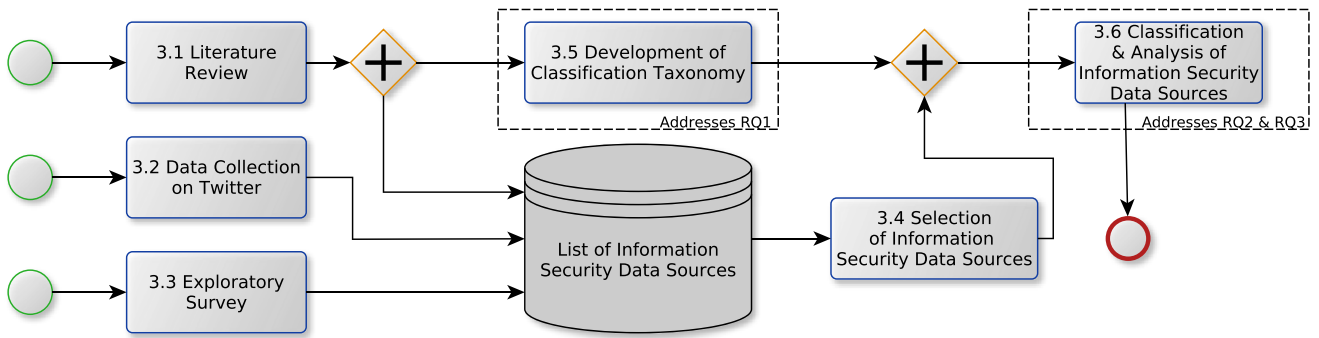 3.1 Literature
Review
3.5 Development of
Classification Taxonomy
Addresses RQ1
3.6 Classification
& Analysis of
Information Security
Data Sources
Addresses RQ2 & RQ3
3.2 Data Collection
on Twitter
List of Information
Security Data Sources
3.4 Selection
of Information
Security Data Sources
3.3 Exploratory
Survey